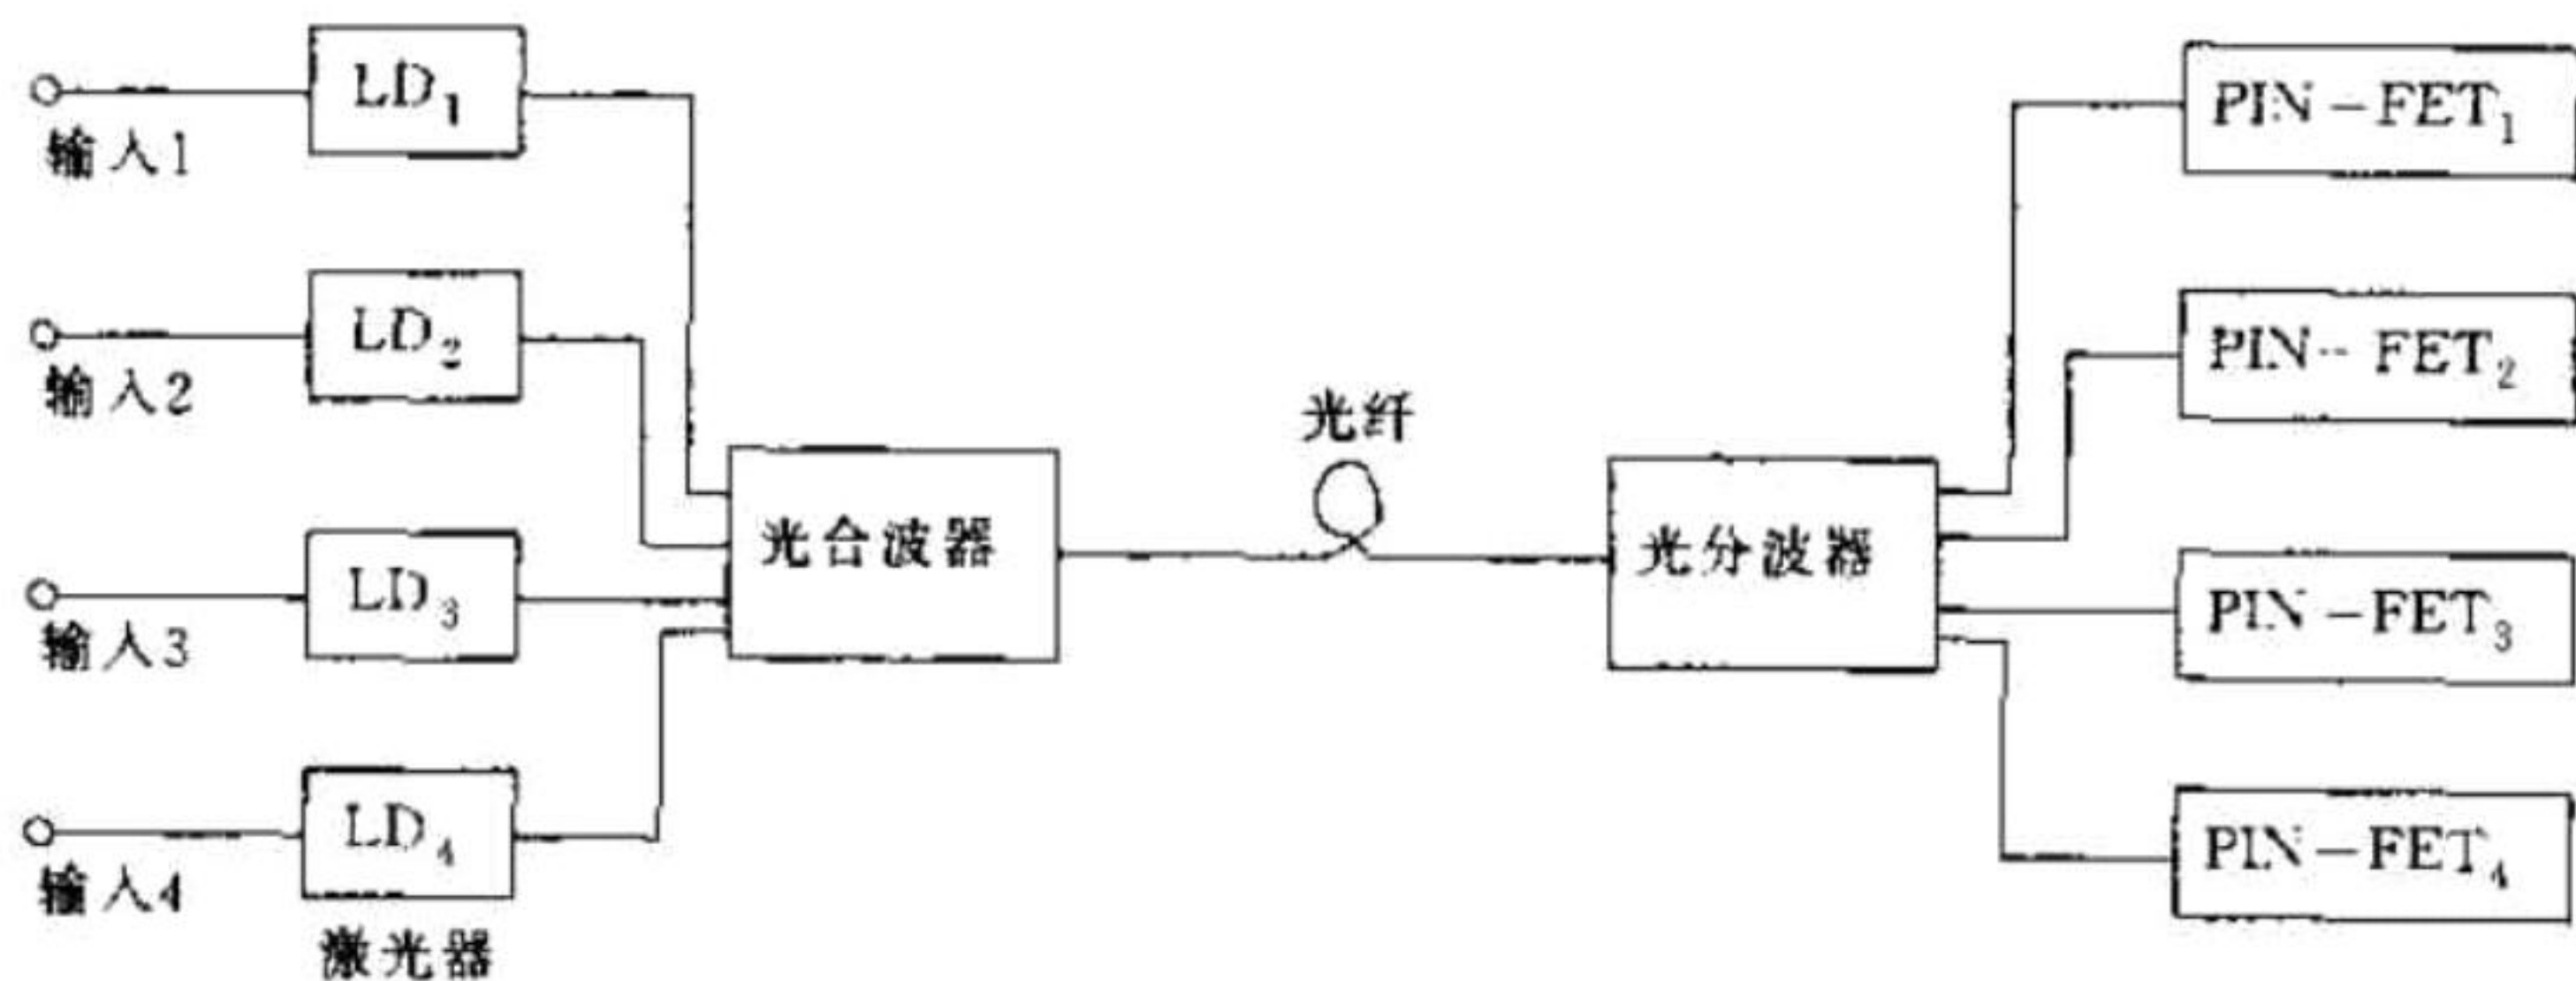 LD1
输入1
LD2
输入2
LD3
输入3
LD4
输入4
激光器
光合波器
光纤
光分波器
PIN-FET1
PIN-FET2
PIN-FET3
PIN-FET4